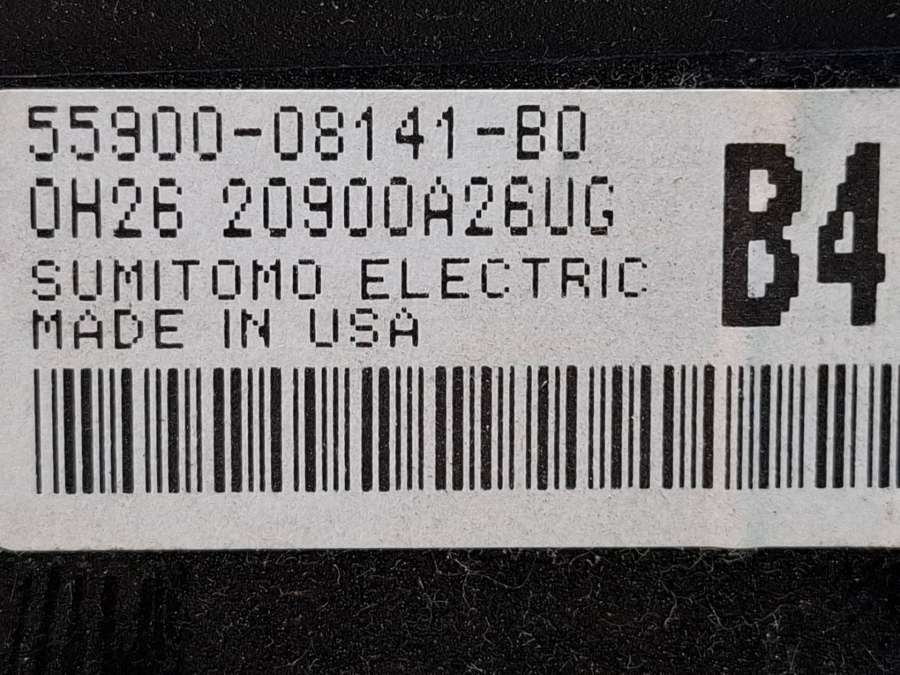 55900-08141-B0
0H26 20900A26UG
B4
SUMITOMO ELECTRIC
MADE IN USA